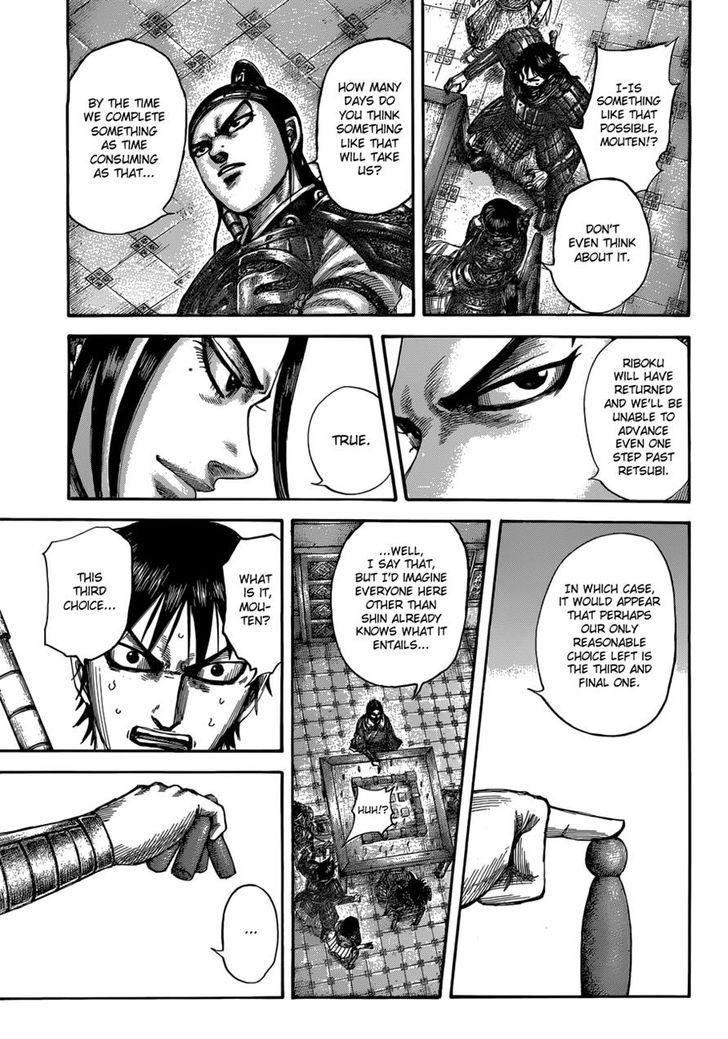 I-IS
SOMETHING
LIKE THAT
POSSIBLE,
MOUTEN!?
DON'T
EVEN THINK
ABOUT IT.
HOW MANY
DAYS DO
YOU THINK
SOMETHING
LIKE THAT
WILL TAKE
US?
BY THE TIME
WE COMPLETE
SOMETHING
AS TIME
CONSUMING
AS THAT...
RIBOKU
WILL HAVE
RETURNED
AND WE'LL BE
UNABLE TO
ADVANCE
EVEN ONE
STEP PAST
RETSUBI.
TRUE.
IN WHICH CASE,
IT WOULD APPEAR
THAT PERHAPS
OUR ONLY
REASONABLE
CHOICE LEFT IS
THE THIRD AND
FINAL ONE.
...WELL,
I SAY THAT,
BUT I'D IMAGINE
EVERYONE HERE
OTHER THAN
SHIN ALREADY
KNOWS WHAT IT
ENTAILS...
HUH!?
WHAT
IS IT,
MOU-
TEN?
THIS
THIRD
CHOICE...
...